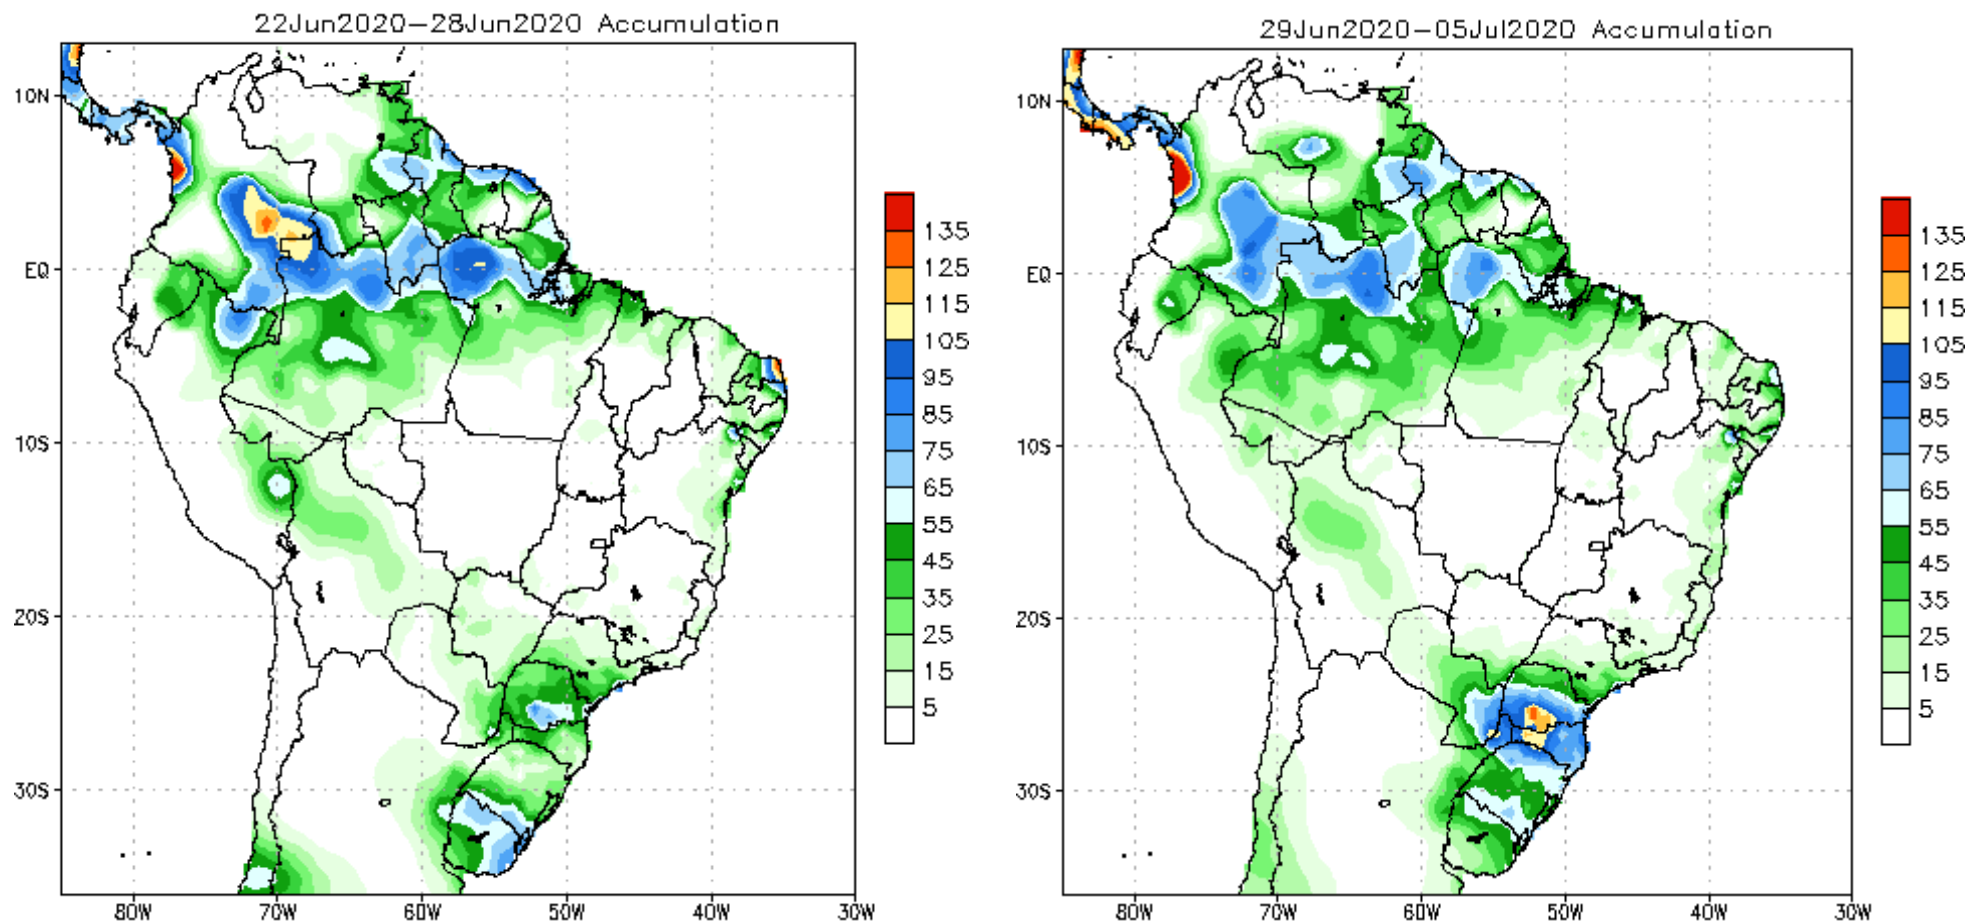 22Jun2020–28Jun2020 Accumulation
10N
EQ
10S
20S
30S
80W 70W 60W 50W 40W 30W
135
125
115
105
95
85
75
65
55
45
35
25
15
5
29Jun2020–05Jul2020 Accumulation
10N
EQ
10S
20S
30S
80W 70W 60W 50W 40W 30W
135
125
115
105
95
85
75
65
55
45
35
25
15
5